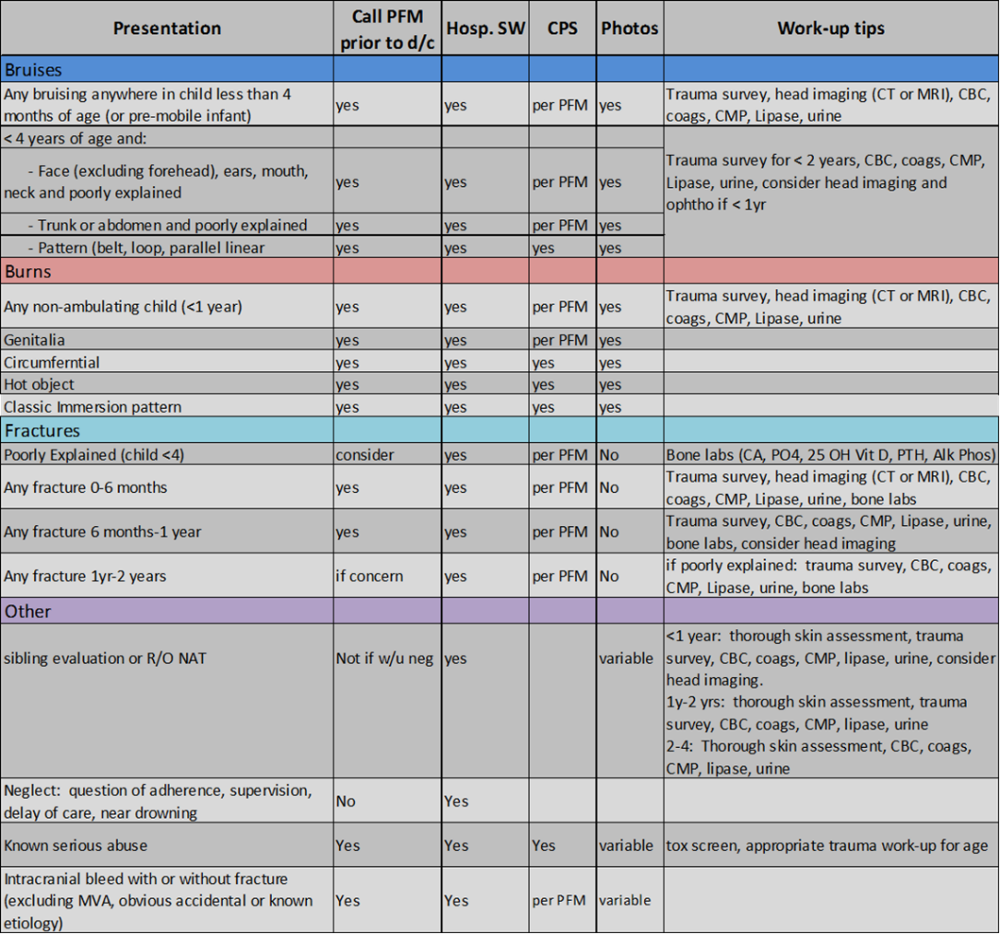 Presentation
Call PFM
prior to d/c
Hosp. SW
CPS
Photos
Work-up tips
Bruises
Any bruising anywhere in child less than 4
months of age (or pre-mobile infant)
yes
yes
per PFM
yes
Trauma survey, head imaging (CT or MRI), CBC,
coags, CMP, Lipase, urine
< 4 years of age and:
- Face (excluding forehead), ears, mouth,
neck and poorly explained
yes
yes
per PFM
yes
Trauma survey for < 2 years, CBC, coags, CMP,
Lipase, urine, consider head imaging and
ophtho if < 1yr
- Trunk or abdomen and poorly explained
yes
yes
per PFM
yes
- Pattern (belt, loop, parallel linear
yes
yes
yes
yes
Burns
Any non-ambulating child (<1 year)
yes
yes
per PFM
yes
Trauma survey, head imaging (CT or MRI), CBC,
coags, CMP, Lipase, urine
Genitalia
yes
yes
per PFM
yes
Circumferntial
yes
yes
yes
yes
Hot object
yes
yes
yes
yes
Classic Immersion pattern
yes
yes
yes
yes
Fractures
Poorly Explained (child <4)
consider
yes
per PFM
No
Bone labs (CA, PO4, 25 OH Vit D, PTH, Alk Phos)
Any fracture 0-6 months
yes
yes
per PFM
No
Trauma survey, head imaging (CT or MRI), CBC,
coags, CMP, Lipase, urine, bone labs
Any fracture 6 months-1 year
yes
yes
per PFM
No
Trauma survey, CBC, coags, CMP, Lipase, urine,
bone labs, consider head imaging
Any fracture 1yr-2 years
if concern
yes
per PFM
No
if poorly explained: trauma survey, CBC, coags,
CMP, Lipase, urine, bone labs
Other
sibling evaluation or R/O NAT
Not if w/u neg
yes
variable
<1 year: thorough skin assessment, trauma
survey, CBC, coags, CMP, lipase, urine, consider
head imaging.
1y-2 yrs: thorough skin assessment, trauma
survey, CBC, coags, CMP, lipase, urine
2-4: Thorough skin assessment, CBC, coags,
CMP, lipase, urine
Neglect: question of adherence, supervision,
delay of care, near drowning
No
Yes
Known serious abuse
Yes
Yes
Yes
variable
tox screen, appropriate trauma work-up for age
Intracranial bleed with or without fracture
(excluding MVA, obvious accidental or known
etiology)
Yes
Yes
per PFM
variable